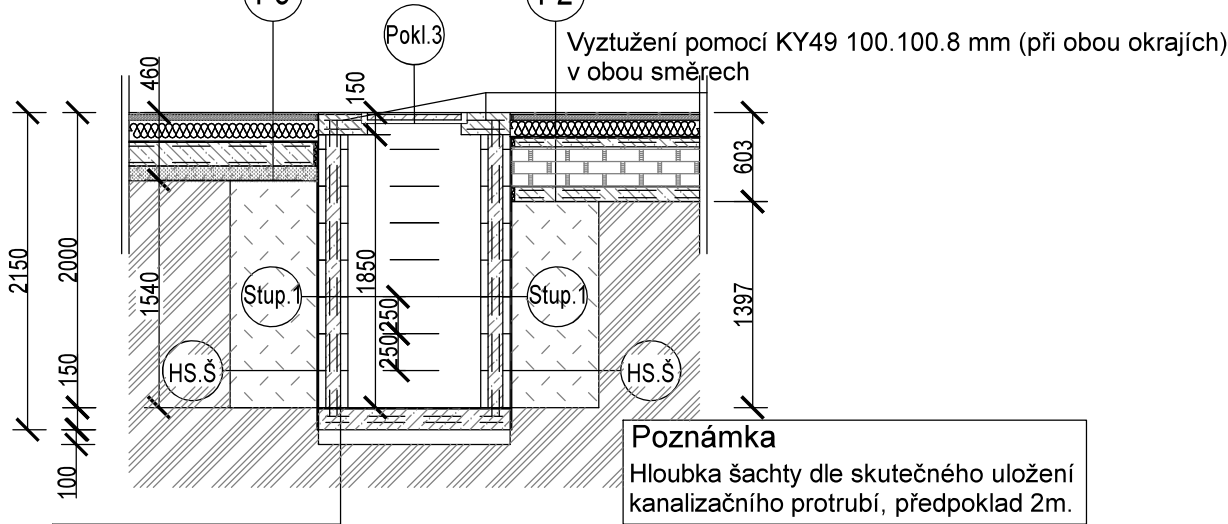 P2
Pokl.3
Vyztužení pomocí KY49 100.100.8 mm (při obou okrajích)
v obou směrech
460
150
603
2150
2000
1540
1850
250
250
1397
Stup.1
Stup.1
HS.Š
HS.Š
150
100
Poznámka
Hloubka šachty dle skutečného uložení
kanalizačního protrubí, předpoklad 2m.